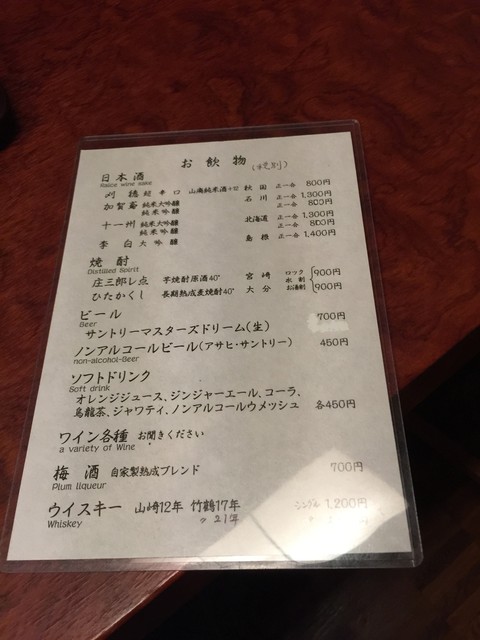 お飲物 (税別)
日本酒
Raice wine sake
刈穂 超辛口 山廃純米酒+12 秋田 正一合 800円
加賀鳶 純米大吟醸 石川 正一合 1,300円
純米吟醸 800円
十一州 純米大吟醸 北海道 正一合 1,300円
純米吟醸 800円
李白 大吟醸 島根 正一合 1,400円
焼酎
Distilled Spirit
庄三郎レ点 芋焼酎原酒40° 宮崎 ロック 900円
水割
ひたかくし 長期熟成麦焼酎40° 大分 お湯割 900円
ビール
Beer
サントリーマスターズドリーム(生) 700円
ノンアルコールビール(アサヒ・サントリー) 450円
non-alcohol-Beer
ソフトドリンク
Soft drink
オレンジジュース、ジンジャーエール、コーラ、
烏龍茶、ジャワティ、ノンアルコールウメッシュ 各450円
ワイン各種 お聞きください
a variety of Wine
梅酒 自家製熟成ブレンド 700円
Plum liqueur
ウイスキー 山崎12年 竹鶴17年 シングル 1,200円
Whiskey 〃 21年